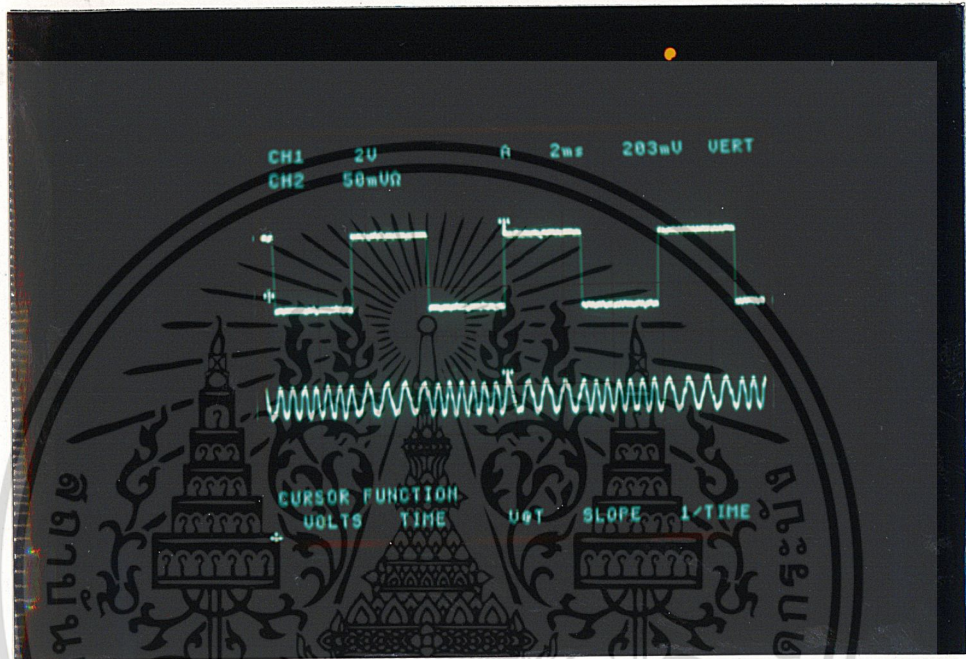 CH1 2V A 2ms 203mV VERT
CH2 50mVΩ
CURSOR FUNCTION
VOLTS TIME V@T SLOPE 1/TIME